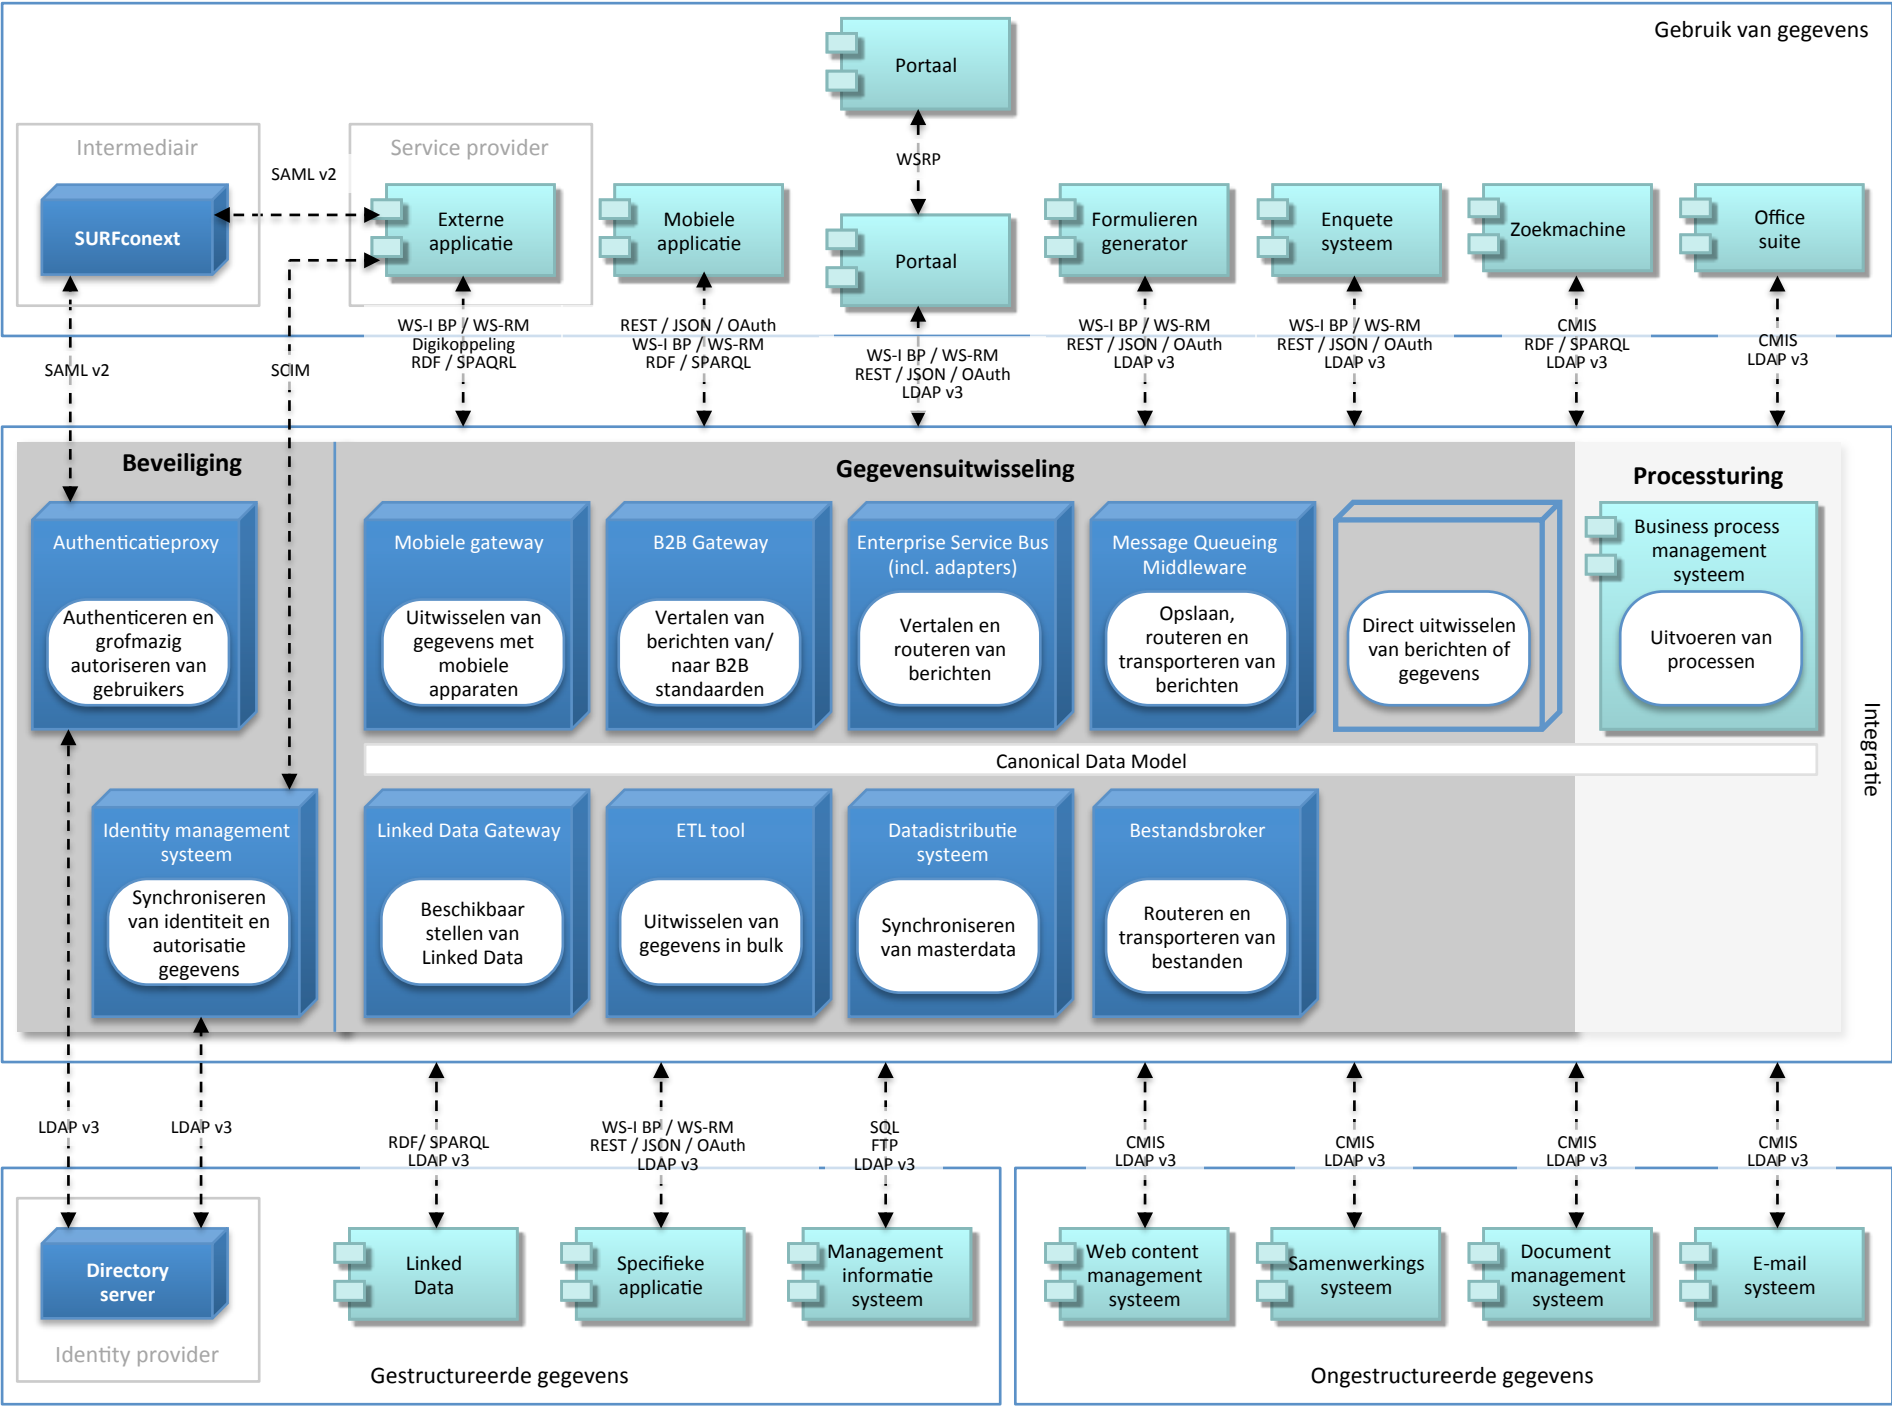 Gebruik van gegevens
Portaal
WSRP
Intermediair
SURFconext
SAML v2
Service provider
Externe
applicatie
Mobiele
applicatie
Portaal
Formulieren
generator
Enquete
systeem
Zoekmachine
Office
suite
SAML v2
SCIM
WS-I BP / WS-RM
Digikoppeling
RDF / SPAQRL
REST / JSON / OAuth
WS-I BP / WS-RM
RDF / SPARQL
WS-I BP / WS-RM
REST / JSON / OAuth
LDAP v3
WS-I BP / WS-RM
REST / JSON / OAuth
LDAP v3
WS-I BP / WS-RM
REST / JSON / OAuth
LDAP v3
CMIS
RDF / SPARQL
LDAP v3
CMIS
LDAP v3
Beveiliging
Gegevensuitwisseling
Processturing
Integratie
Authenticatieproxy
Authenticeren en
grofmazig
autoriseren van
gebruikers
Mobiele gateway
Uitwisselen van
gegevens met
mobiele
apparaten
B2B Gateway
Vertalen van
berichten van/
naar B2B
standaarden
Enterprise Service Bus
(incl. adapters)
Vertalen en
routeren van
berichten
Message Queueing
Middleware
Opslaan,
routeren en
transporteren van
berichten
Direct uitwisselen
van berichten of
gegevens
Business process
management
systeem
Uitvoeren van
processen
Canonical Data Model
Identity management
systeem
Synchroniseren
van identiteit en
autorisatie
gegevens
Linked Data Gateway
Beschikbaar
stellen van
Linked Data
ETL tool
Uitwisselen van
gegevens in bulk
Datadistributie
systeem
Synchroniseren
van masterdata
Bestandsbroker
Routeren en
transporteren van
bestanden
LDAP v3
LDAP v3
RDF/ SPARQL
LDAP v3
WS-I BP / WS-RM
REST / JSON / OAuth
LDAP v3
SQL
FTP
LDAP v3
CMIS
LDAP v3
CMIS
LDAP v3
CMIS
LDAP v3
CMIS
LDAP v3
Directory
server
Identity provider
Linked
Data
Specifieke
applicatie
Management
informatie
systeem
Gestructureerde gegevens
Web content
management
systeem
Samenwerkings
systeem
Document
management
systeem
E-mail
systeem
Ongestructureerde gegevens